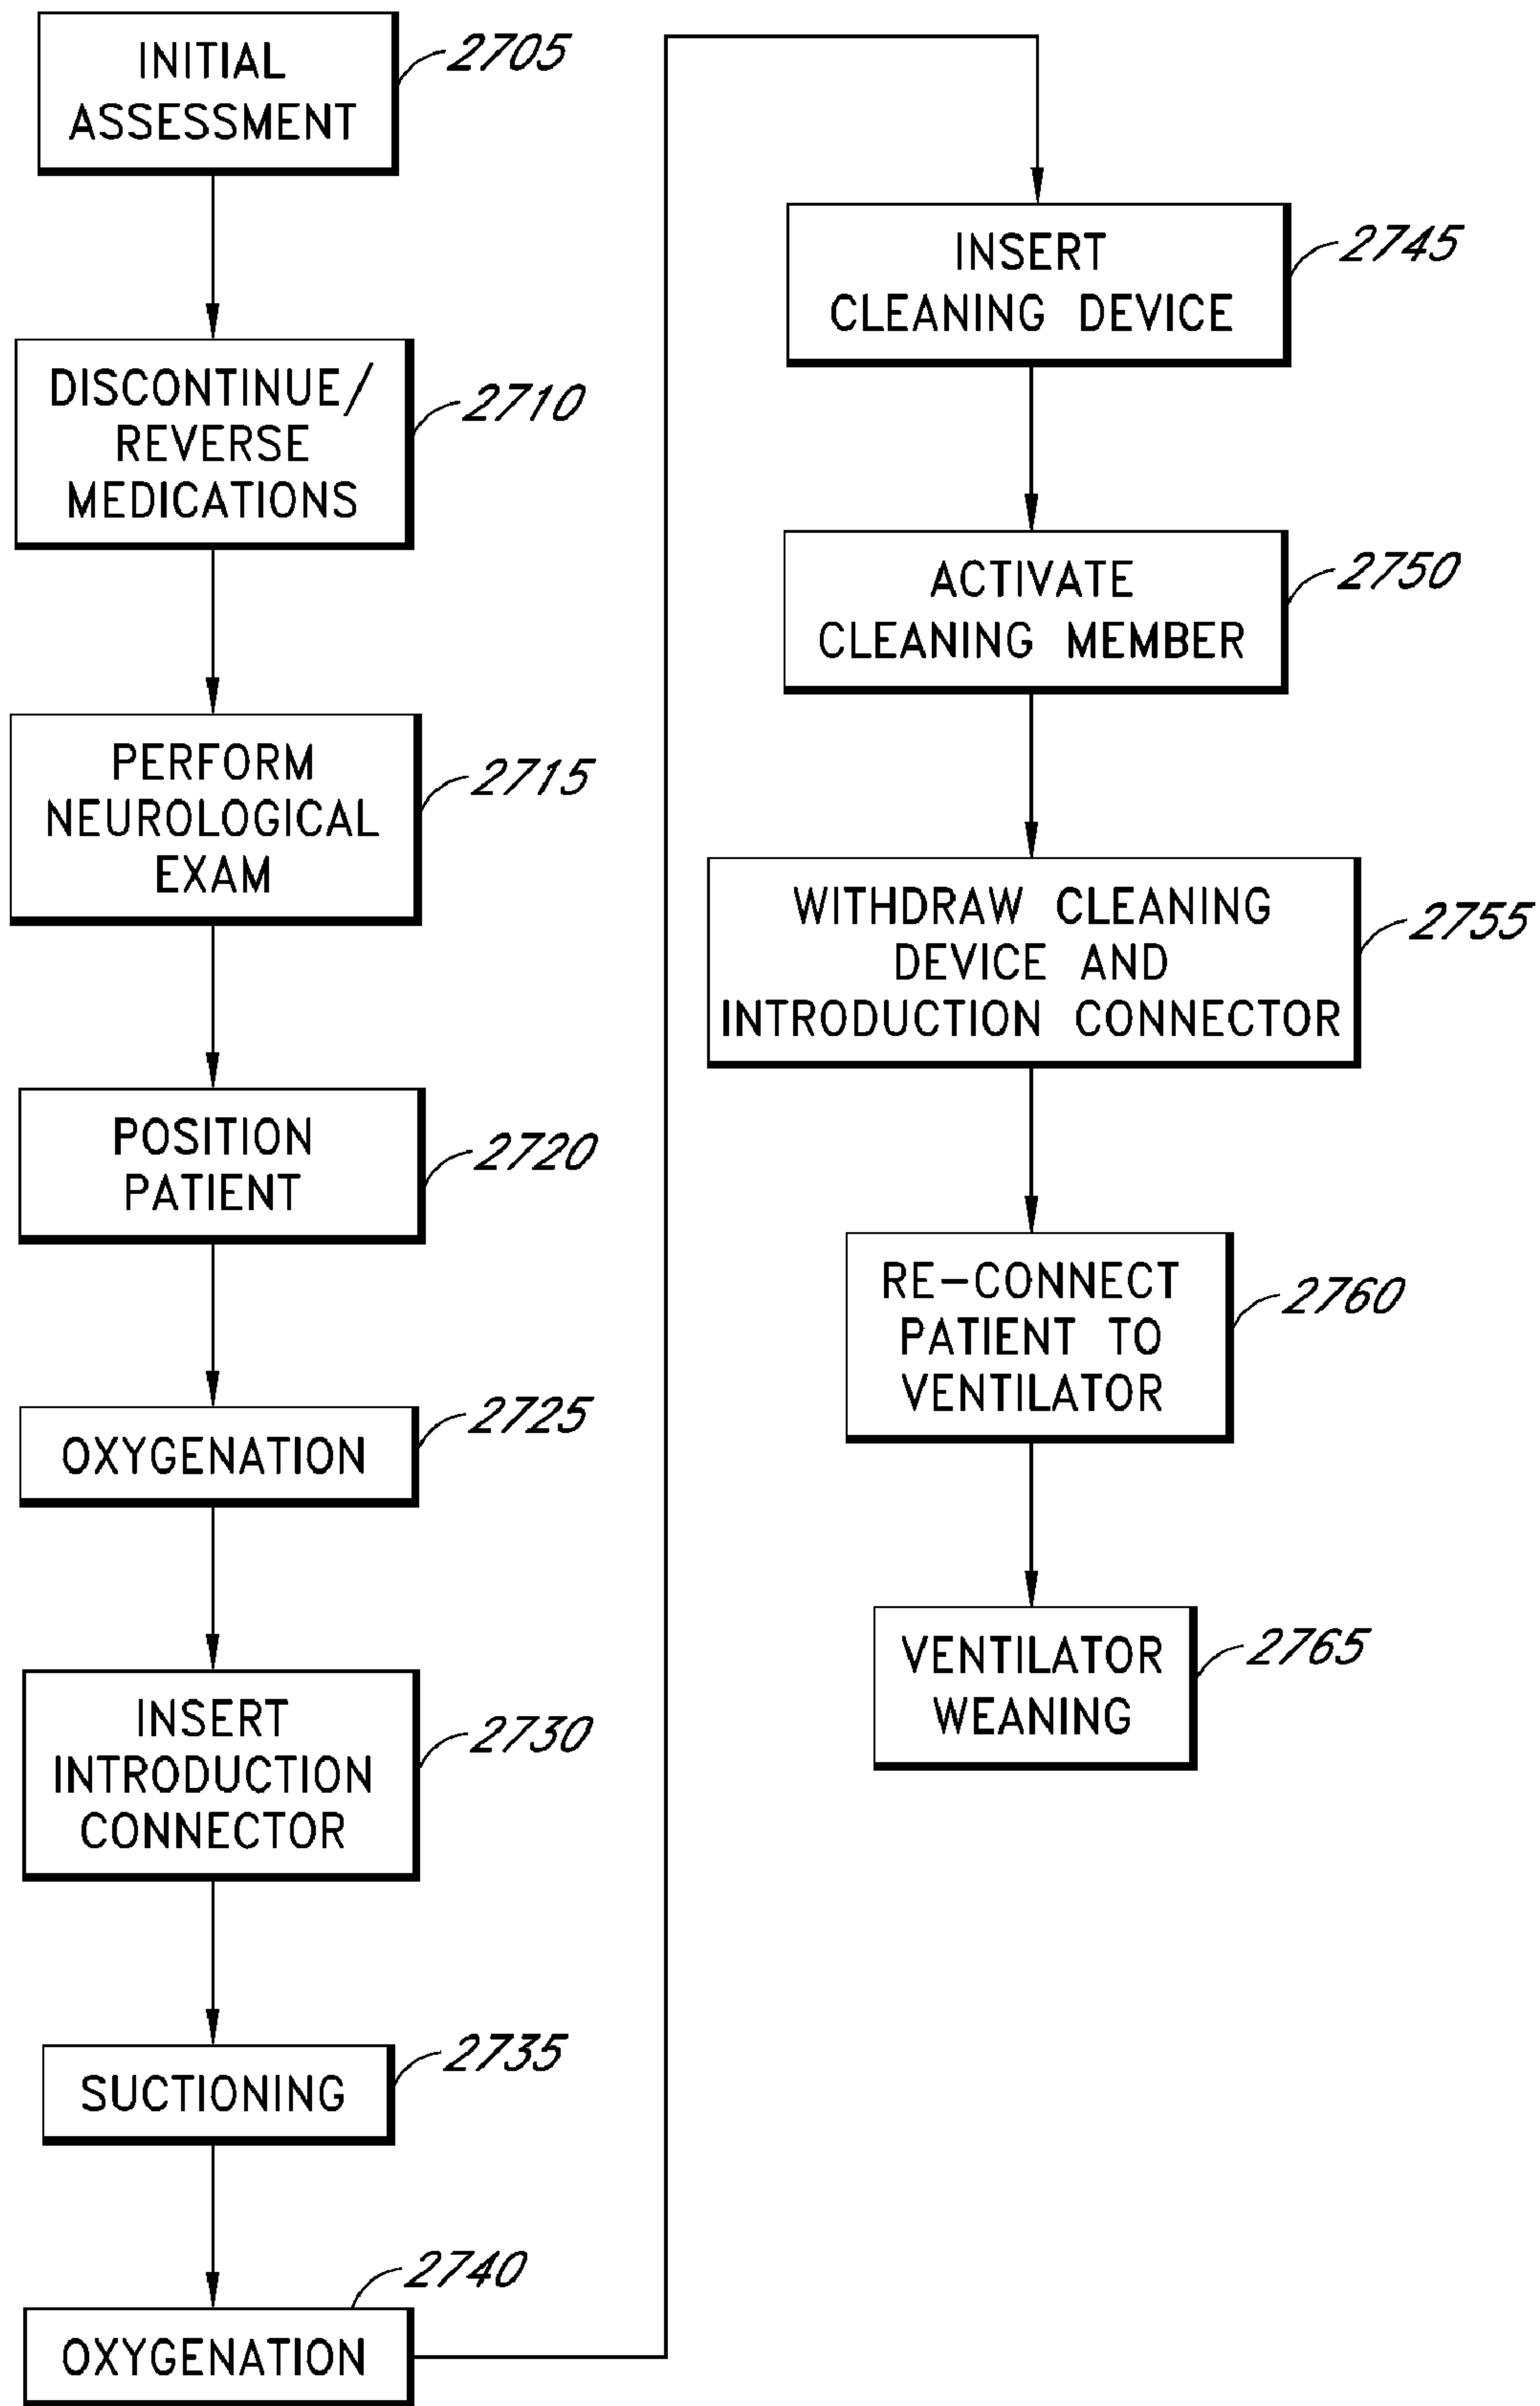 INITIAL
ASSESSMENT
2705
DISCONTINUE/
REVERSE
MEDICATIONS
2710
PERFORM
NEUROLOGICAL
EXAM
2715
POSITION
PATIENT
2720
OXYGENATION
2725
INSERT
INTRODUCTION
CONNECTOR
2730
SUCTIONING
2735
OXYGENATION
2740
INSERT
CLEANING DEVICE
2745
ACTIVATE
CLEANING MEMBER
2750
WITHDRAW CLEANING
DEVICE AND
INTRODUCTION CONNECTOR
2755
RE-CONNECT
PATIENT TO
VENTILATOR
2760
VENTILATOR
WEANING
2765